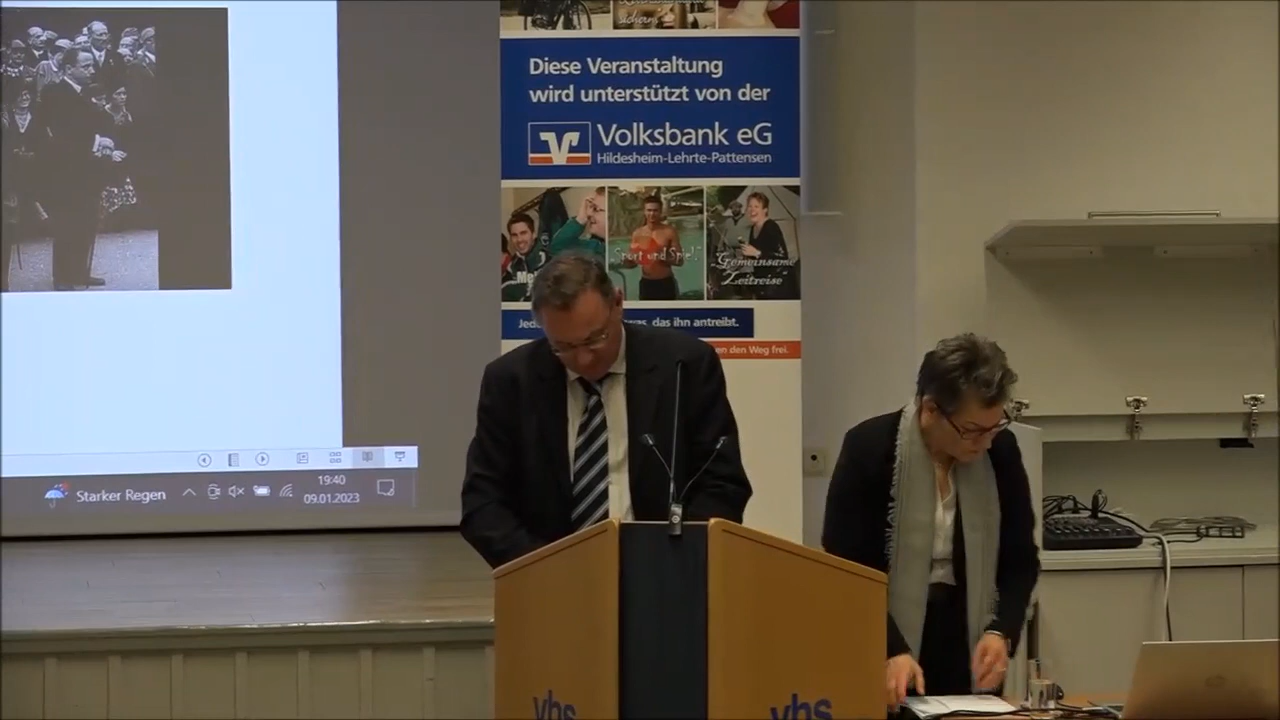 sichern"
Diese Veranstaltung
wird unterstützt von der
Volksbank eG
Hildesheim-Lehrte-Pattensen
"Sport und Spiel"
"Gemeinsame
Zeitreise"
das ihn antreibt.
den Weg frei.
Starker Regen
19:40
09.01.2023
vhs
vhs